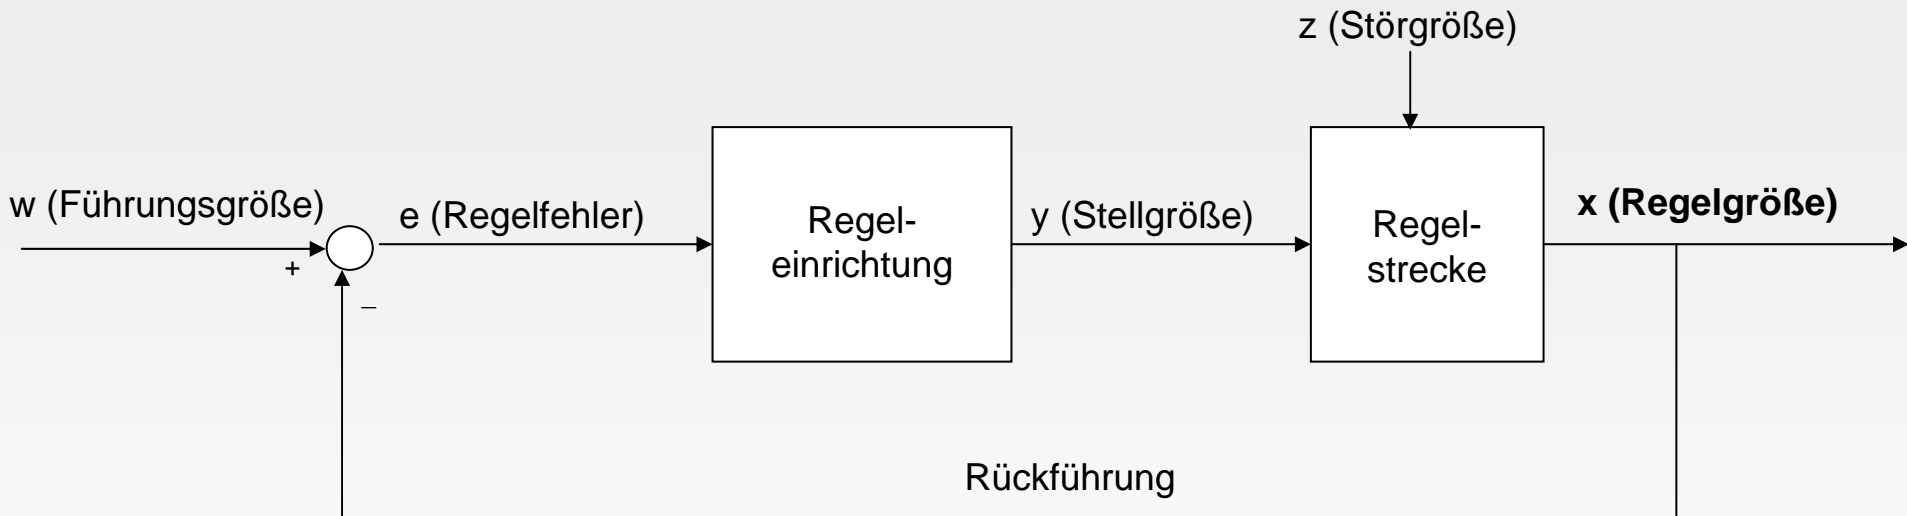 z (Störgröße)
w (Führungsgröße)
+
–
e (Regelfehler)
Regel-
einrichtung
y (Stellgröße)
Regel-
strecke
x (Regelgröße)
Rückführung